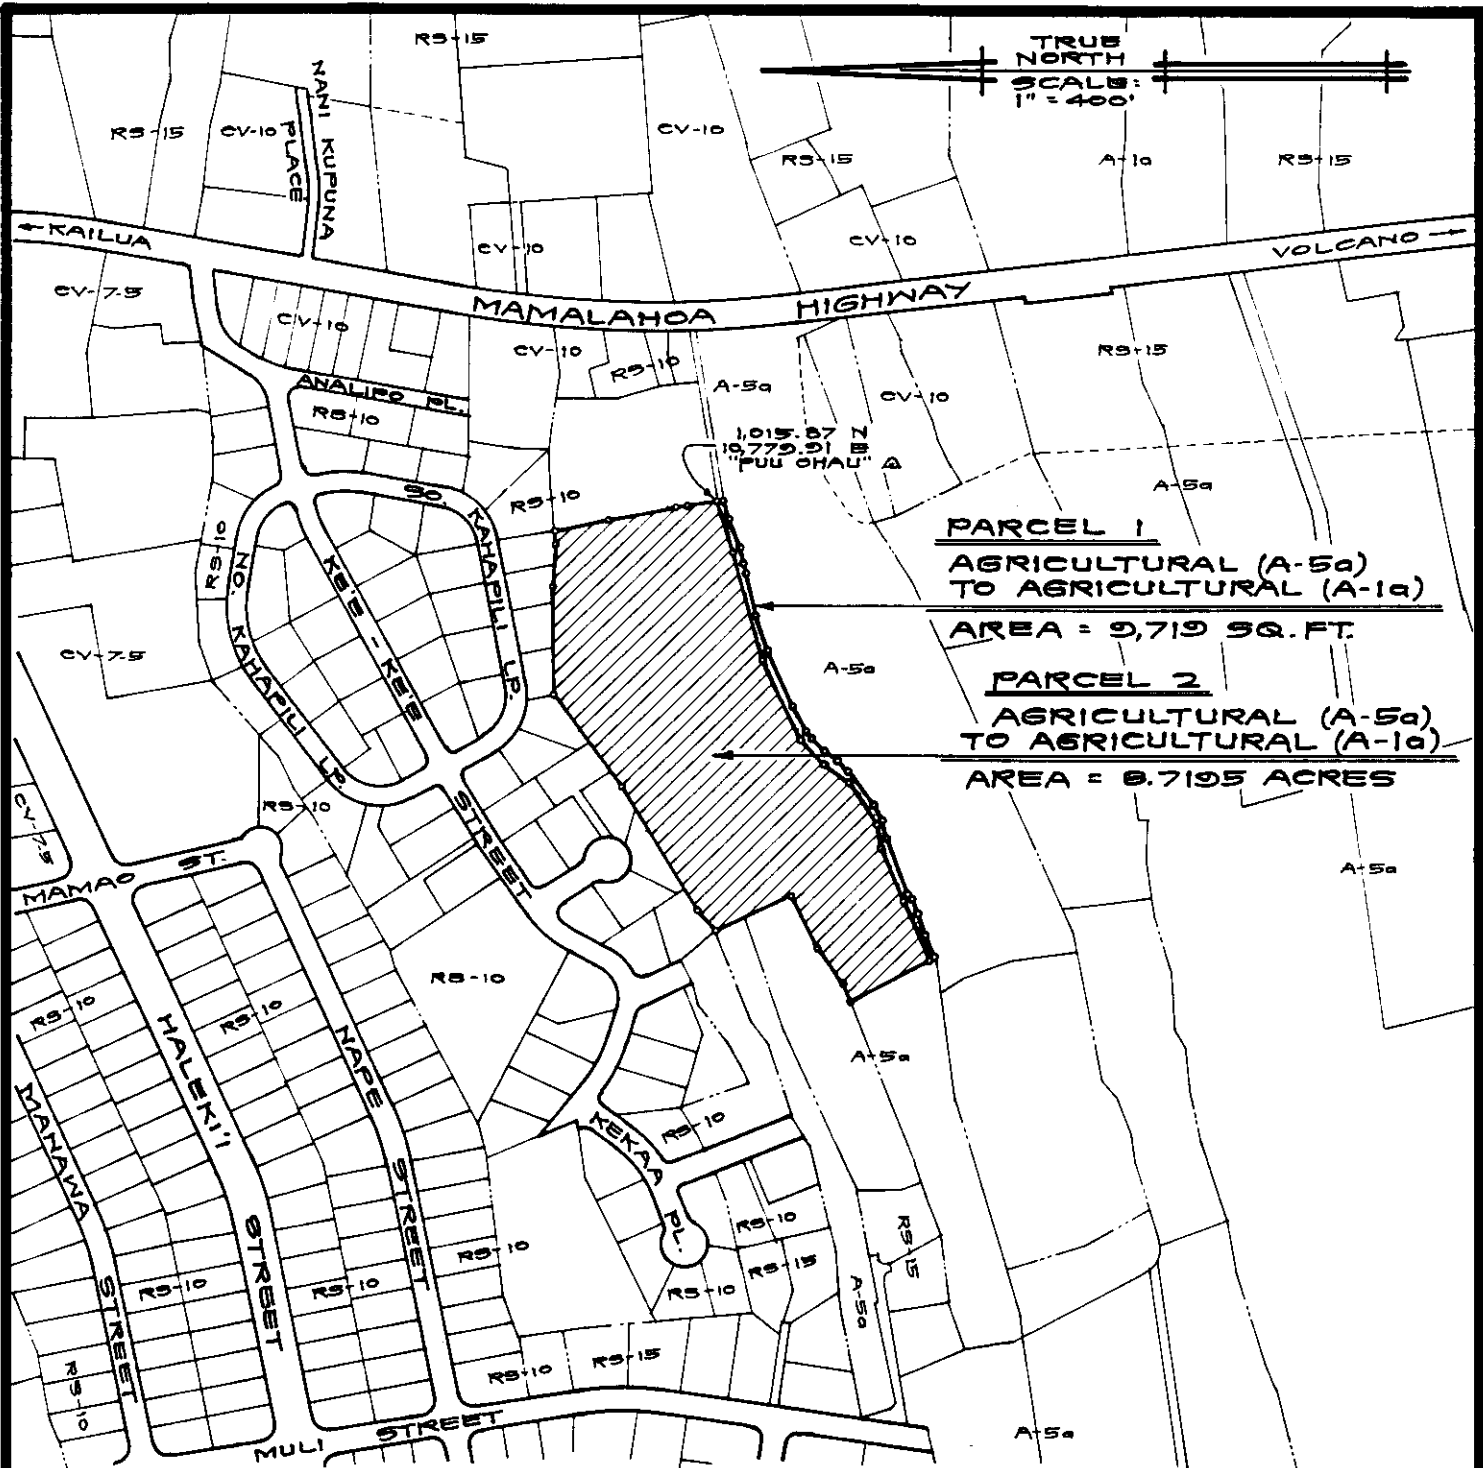 RS-15
TRUE
NORTH
SCALE:
1" = 400'
NANI KUPUNA
PLACE
RS-15
CV-10
CV-10
RS-15
A-1a
RS-15
← KAILUA
CV-10
CV-10
VOLCANO →
CV-7.5
MAMALAHOA HIGHWAY
CV-10
CV-10
RS-10
RS-15
A-5a
CV-10
ANALIPO PL.
RS-10
1,015.87 N
10,779.91 E
"PUU OHAU"
A-5a
RS-10
SO. KAHAPILI LP.
PARCEL 1
AGRICULTURAL (A-5a)
TO AGRICULTURAL (A-1a)
AREA = 9,719 SQ. FT.
RS-10
NO. KAHAPILI LP.
KE'E-KE'E STREET
CV-7.5
A-5a
PARCEL 2
AGRICULTURAL (A-5a)
TO AGRICULTURAL (A-1a)
AREA = 8.7195 ACRES
CV-7.5
RS-10
MAMAO ST.
A-5a
RS-10
RS-10
RS-10
HALEKI'I STREET
NAPE STREET
A-5a
MANAWA STREET
KEKAA PL.
RS-10
RS-10
RS-15
RS-10
RS-15
RS-10
RS-10
RS-10
A-5a
RS-10
RS-10
RS-15
MULI STREET
A-5a